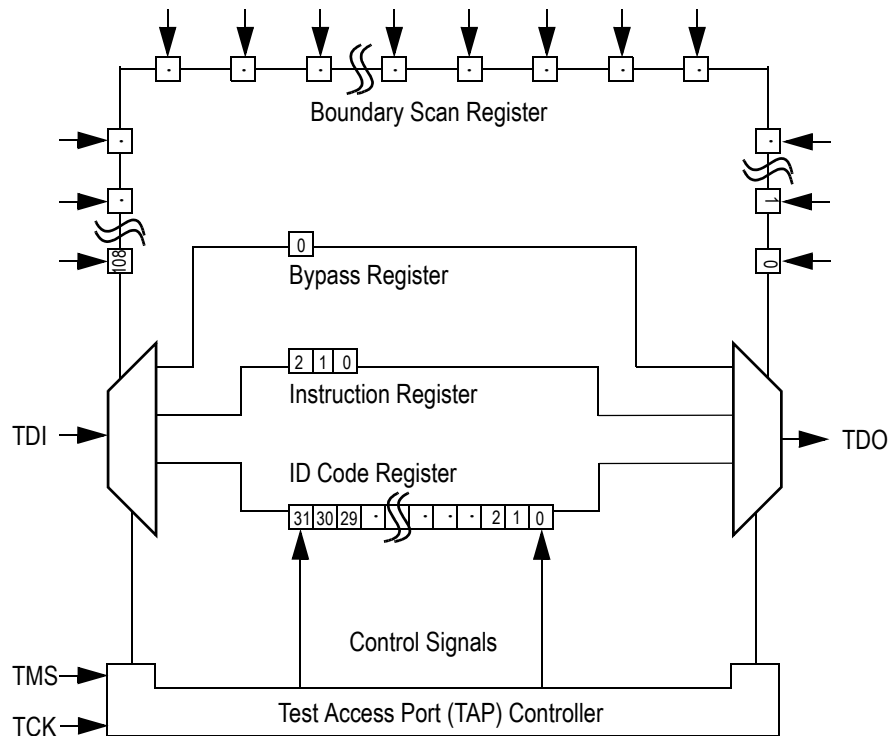 Boundary Scan Register
1
108
0
0
Bypass Register
2 1 0
Instruction Register
TDI
TDO
ID Code Register
31 30 29 · · · · 2 1 0
Control Signals
TMS
Test Access Port (TAP) Controller
TCK